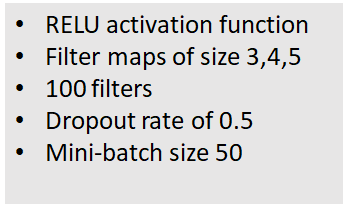 • RELU activation function
• Filter maps of size 3,4,5
• 100 filters
• Dropout rate of 0.5
• Mini-batch size 50